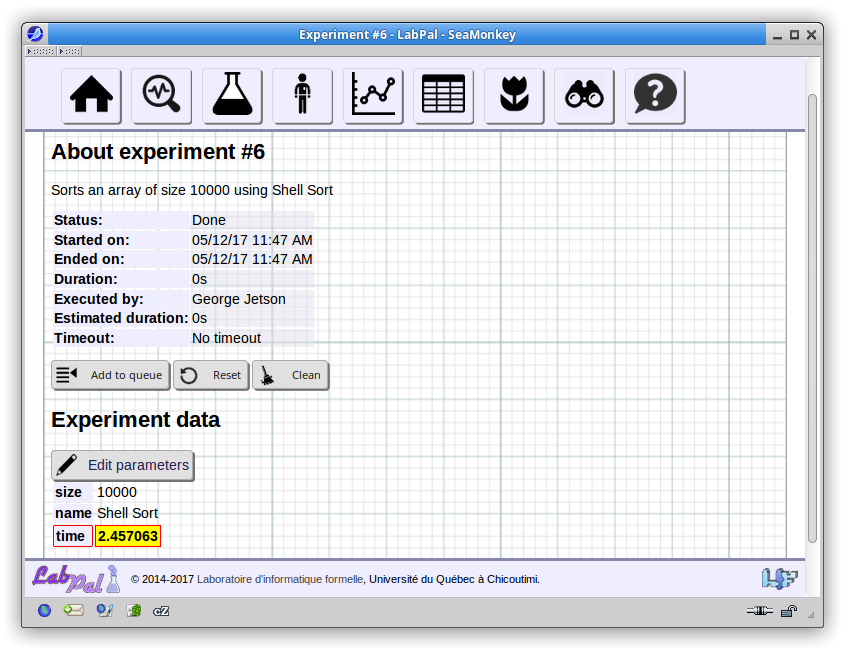 Experiment #6 - LabPal - SeaMonkey
?
About experiment #6
Sorts an array of size 10000 using Shell Sort
Status: Done
Started on: 05/12/17 11:47 AM
Ended on: 05/12/17 11:47 AM
Duration: 0s
Executed by: George Jetson
Estimated duration: 0s
Timeout: No timeout
Add to queue Reset Clean
Experiment data
Edit parameters
size 10000
name Shell Sort
time 2.457063
LabPal © 2014-2017 Laboratoire d'informatique formelle, Université du Québec à Chicoutimi.
cZ